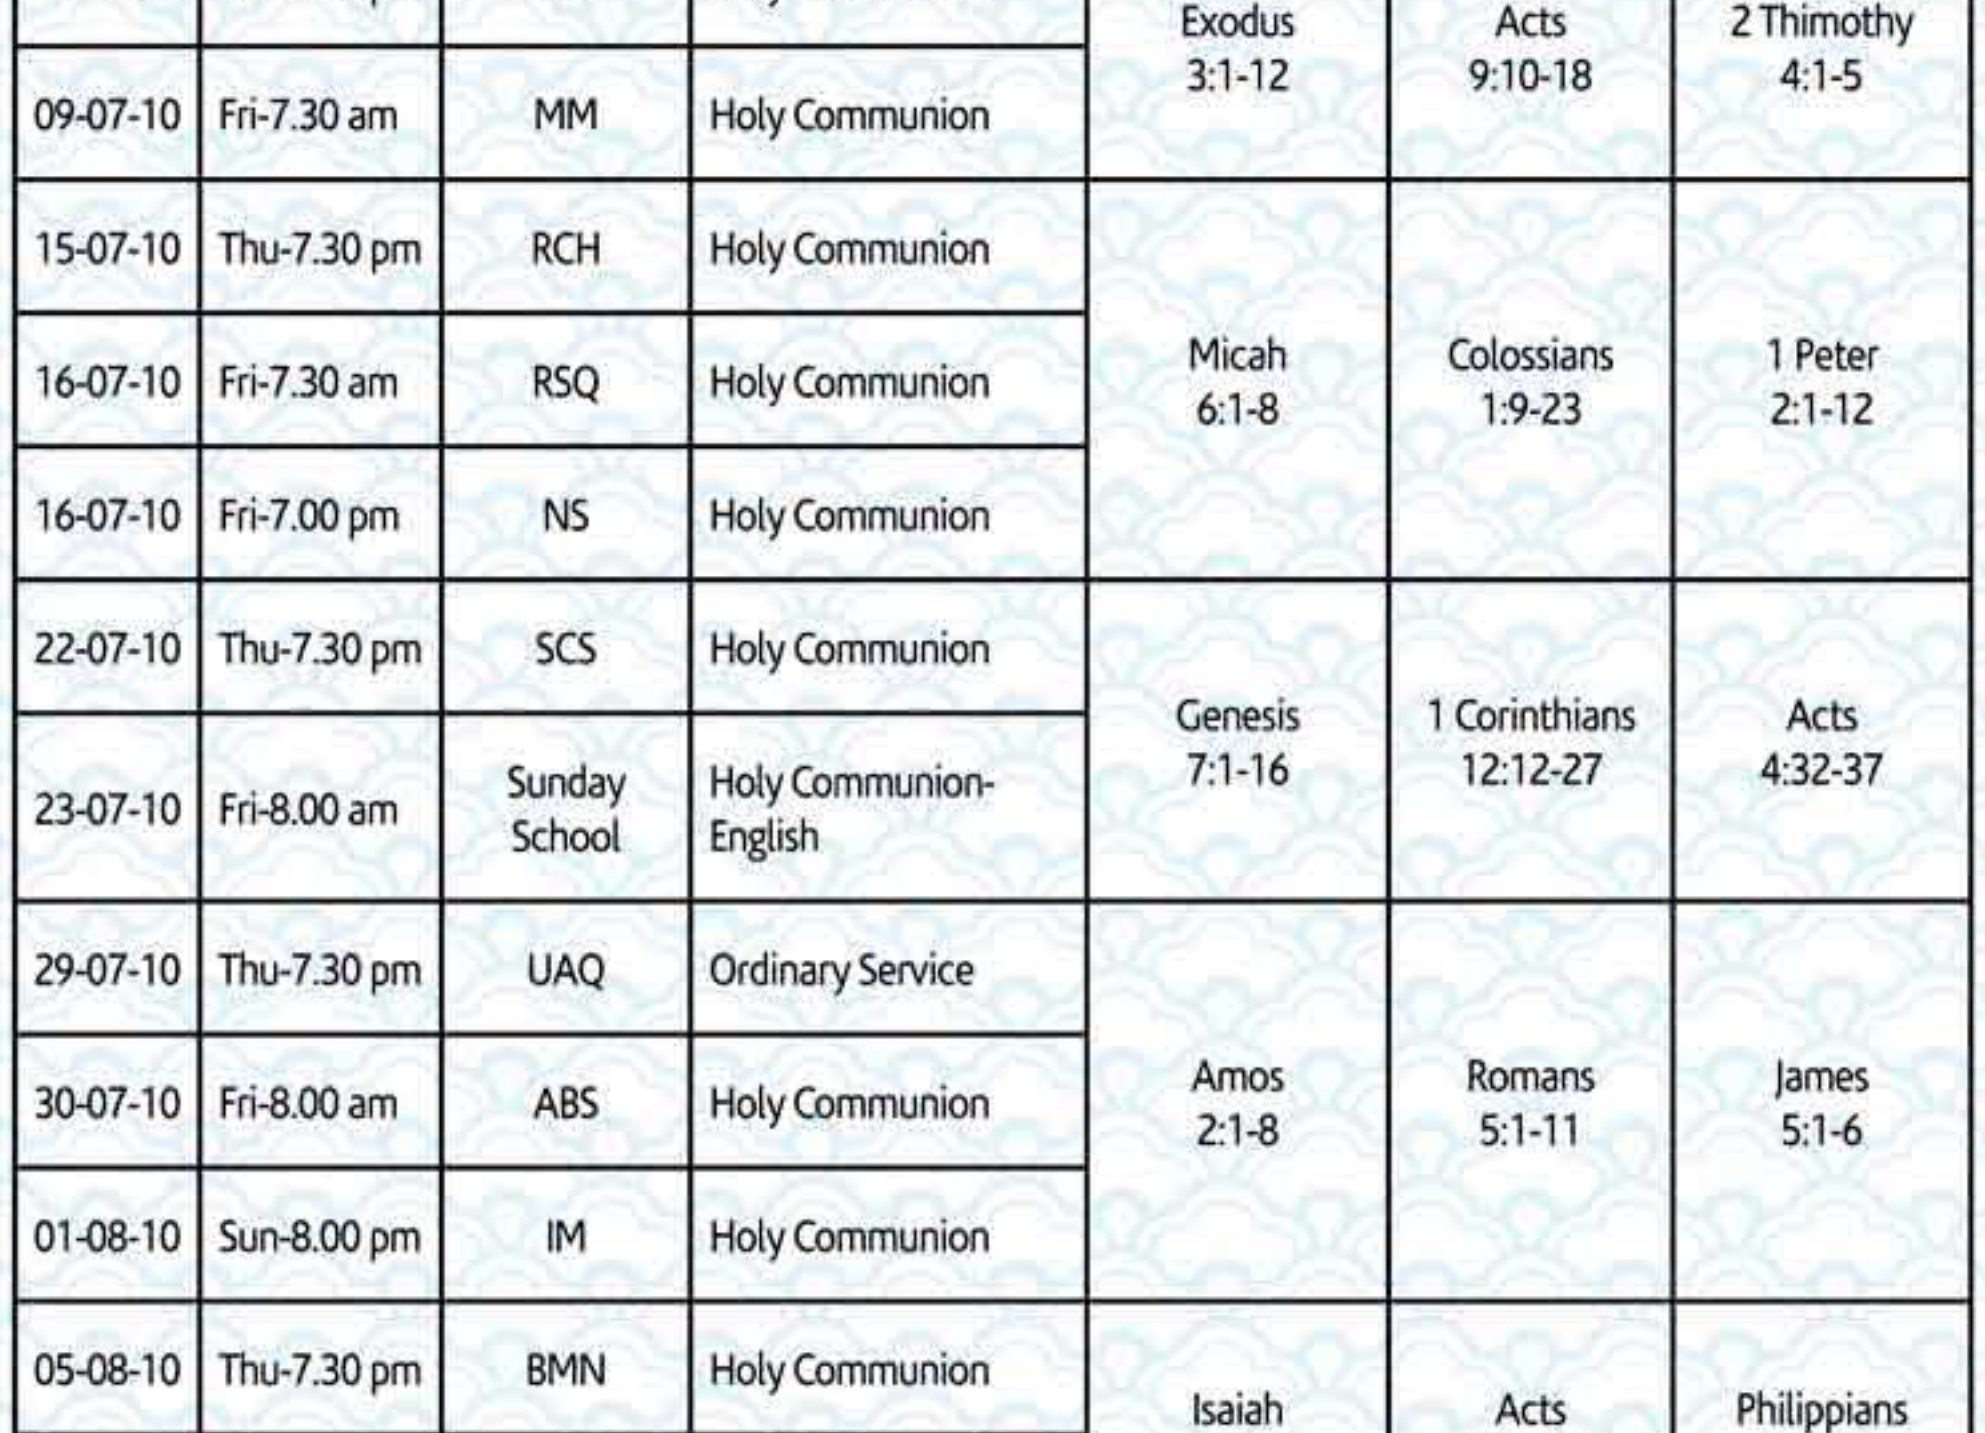 Exodus
3:1-12
Acts
9:10-18
2 Thimothy
4:1-5
09-07-10 Fri-7.30 am MM Holy Communion
15-07-10 Thu-7.30 pm RCH Holy Communion
Micah
6:1-8
Colossians
1:9-23
1 Peter
2:1-12
16-07-10 Fri-7.30 am RSQ Holy Communion
16-07-10 Fri-7.00 pm NS Holy Communion
22-07-10 Thu-7.30 pm SCS Holy Communion
Genesis
7:1-16
1 Corinthians
12:12-27
Acts
4:32-37
23-07-10 Fri-8.00 am
Sunday
School
Holy Communion-
English
29-07-10 Thu-7.30 pm UAQ Ordinary Service
Amos
2:1-8
Romans
5:1-11
James
5:1-6
30-07-10 Fri-8.00 am ABS Holy Communion
01-08-10 Sun-8.00 pm IM Holy Communion
05-08-10 Thu-7.30 pm BMN Holy Communion
Isaiah
Acts
Philippians